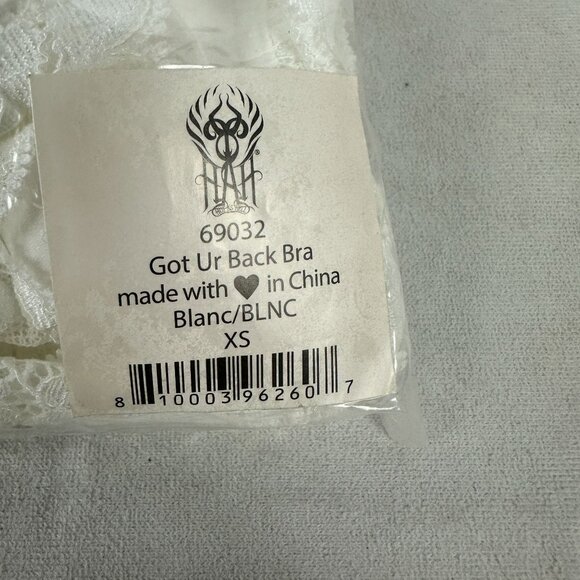 HAH
®
69032
Got Ur Back Bra
made with ♥ in China
Blanc/BLNC
XS
8 10003 96260 7